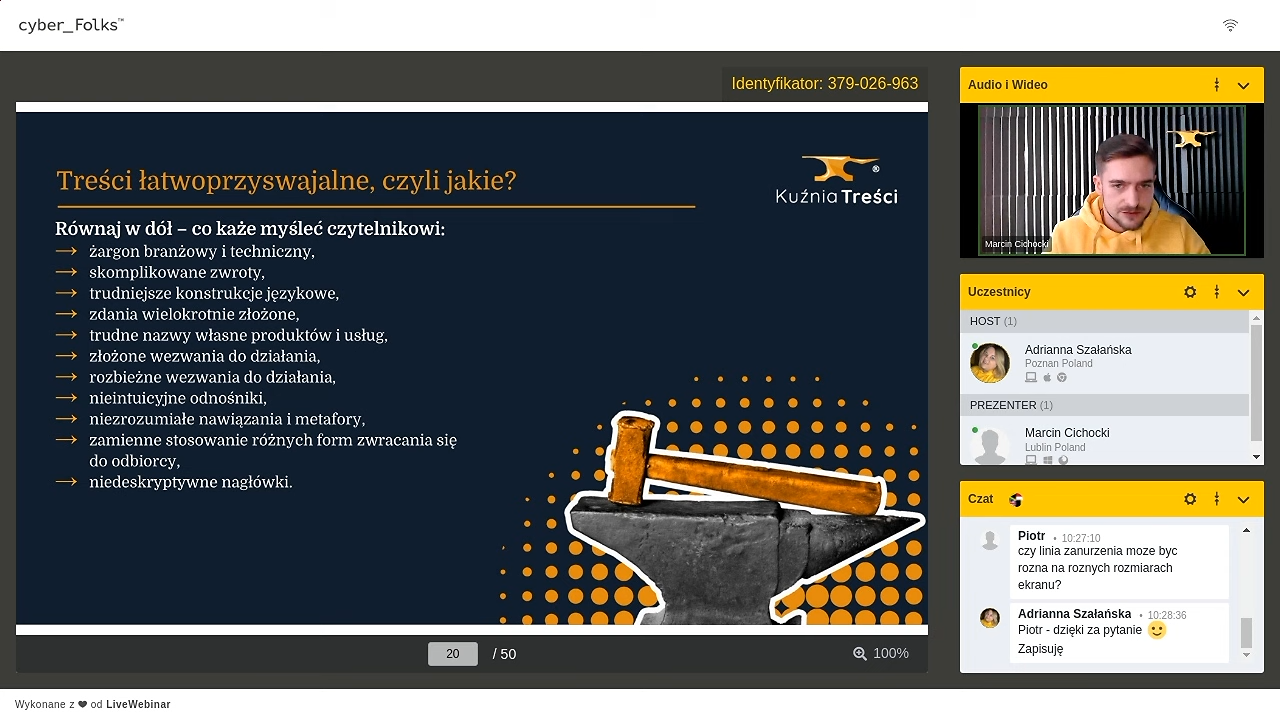 cyber_Folks™
Identyfikator: 379-026-963
Treści łatwoprzyswajalne, czyli jakie?
Kuźnia Treści ®
Równaj w dół – co każe myśleć czytelnikowi:
→ żargon branżowy i techniczny,
→ skomplikowane zwroty,
→ trudniejsze konstrukcje językowe,
→ zdania wielokrotnie złożone,
→ trudne nazwy własne produktów i usług,
→ złożone wezwania do działania,
→ rozbieżne wezwania do działania,
→ nieintuicyjne odnośniki,
→ niezrozumiałe nawiązania i metafory,
→ zamienne stosowanie różnych form zwracania się
do odbiorcy,
→ niedeskryptywne nagłówki.
20 / 50
100%
Audio i Wideo
Marcin Cichocki
Uczestnicy
HOST (1)
Adrianna Szałańska
Poznan Poland
PREZENTER (1)
Marcin Cichocki
Lublin Poland
Czat
Piotr • 10:27:10
czy linia zanurzenia moze byc
rozna na roznych rozmiarach
ekranu?
Adrianna Szałańska • 10:28:36
Piotr - dzięki za pytanie 🙂
Zapisuję
Wykonane z ❤ od LiveWebinar